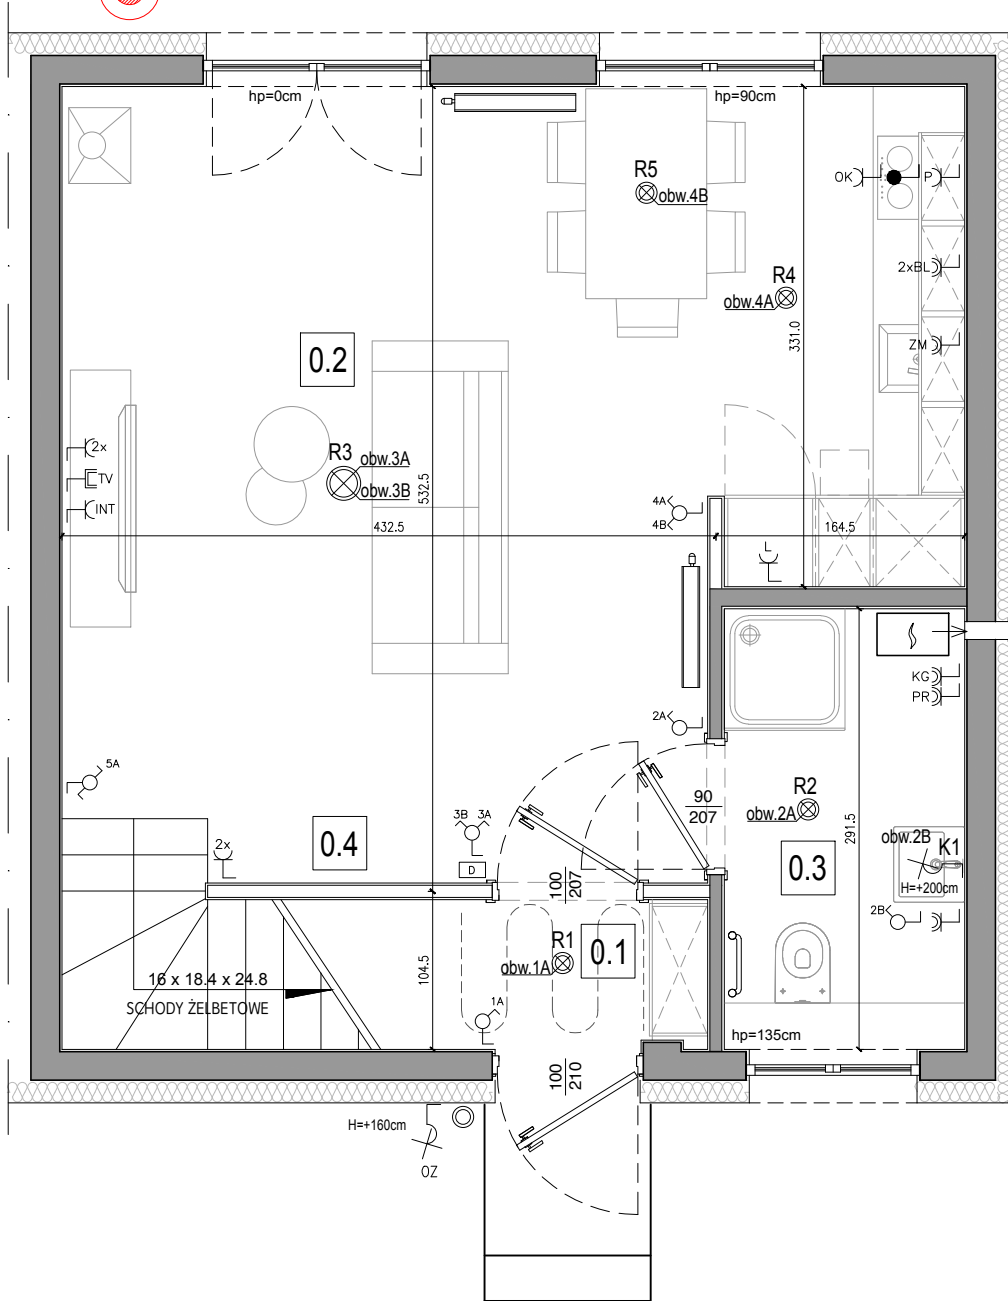 hp=0cm
hp=90cm
R5
obw.4B
OK
P
2xBL
R4
obw.4A
331.0
ZM
0.2
2x
TV
INT
R3
obw.3A
obw.3B
532.5
432.5
4A
4B
164.5
L
KG
PR
2A
5A
90
207
R2
obw.2A
291.5
3B 3A
2x
0.4
D
100
207
0.3
obw.2B
K1
H=+200cm
2B
R1
obw.1A
0.1
104.5
16 x 18.4 x 24.8
SCHODY ŻELBETOWE
1A
hp=135cm
100
210
H=+160cm
OZ